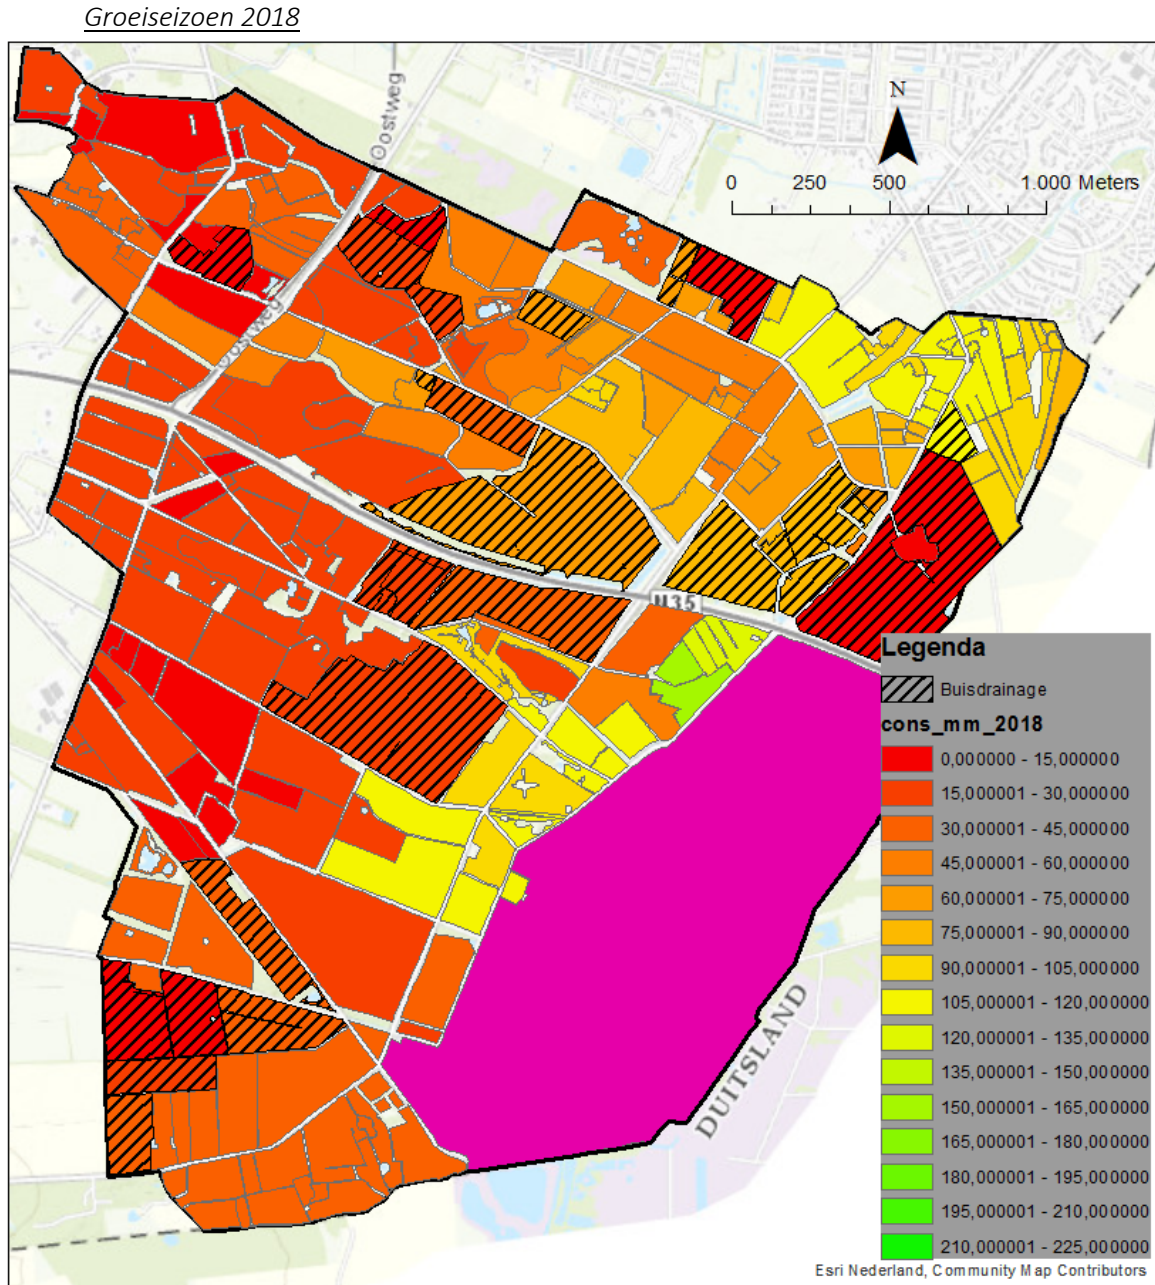 Groeiseizoen 2018
Oostweg
N
0 250 500 1.000 Meters
Oostweg
N35
Legenda
Buisdrainage
cons_mm_2018
0,000000 - 15,000000
15,000001 - 30,000000
30,000001 - 45,000000
45,000001 - 60,000000
60,000001 - 75,000000
75,000001 - 90,000000
90,000001 - 105,000000
105,000001 - 120,000000
120,000001 - 135,000000
135,000001 - 150,000000
150,000001 - 165,000000
165,000001 - 180,000000
180,000001 - 195,000000
195,000001 - 210,000000
210,000001 - 225,000000
DUITSLAND
Esri Nederland, Community Map Contributors